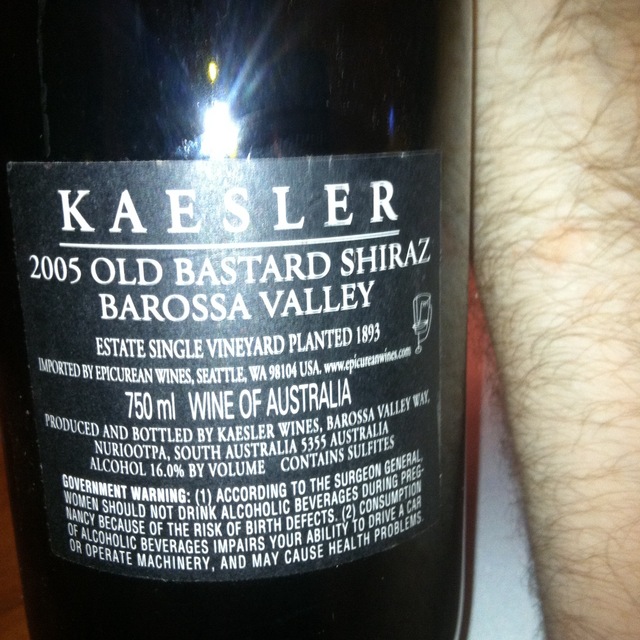 KAESLER
2005 OLD BASTARD SHIRAZ
BAROSSA VALLEY
ESTATE SINGLE VINEYARD PLANTED 1893
IMPORTED BY EPICUREAN WINES, SEATTLE, WA 98104 USA. www.epicureanwines.com
750 ml WINE OF AUSTRALIA
PRODUCED AND BOTTLED BY KAESLER WINES, BAROSSA VALLEY WAY,
NURIOOTPA, SOUTH AUSTRALIA 5355 AUSTRALIA
ALCOHOL 16.0% BY VOLUME CONTAINS SULFITES
GOVERNMENT WARNING: (1) ACCORDING TO THE SURGEON GENERAL,
WOMEN SHOULD NOT DRINK ALCOHOLIC BEVERAGES DURING PREG-
NANCY BECAUSE OF THE RISK OF BIRTH DEFECTS. (2) CONSUMPTION
OF ALCOHOLIC BEVERAGES IMPAIRS YOUR ABILITY TO DRIVE A CAR
OR OPERATE MACHINERY, AND MAY CAUSE HEALTH PROBLEMS.